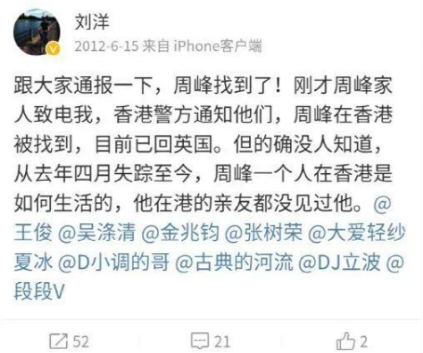 刘洋
2012-6-15 来自 iPhone客户端
跟大家通报一下，周峰找到了！刚才周峰家
人致电我，香港警方通知他们，周峰在香港
被找到，目前已回英国。但的确没人知道，
从去年四月失踪至今，周峰一个人在香港是
如何生活的，他在港的亲友都没见过他。@
王俊 @吴涤清 @金兆钧 @张树荣 @大爱轻纱
夏冰 @D小调的哥 @古典的河流 @DJ立波 @
段段V
52 21 2